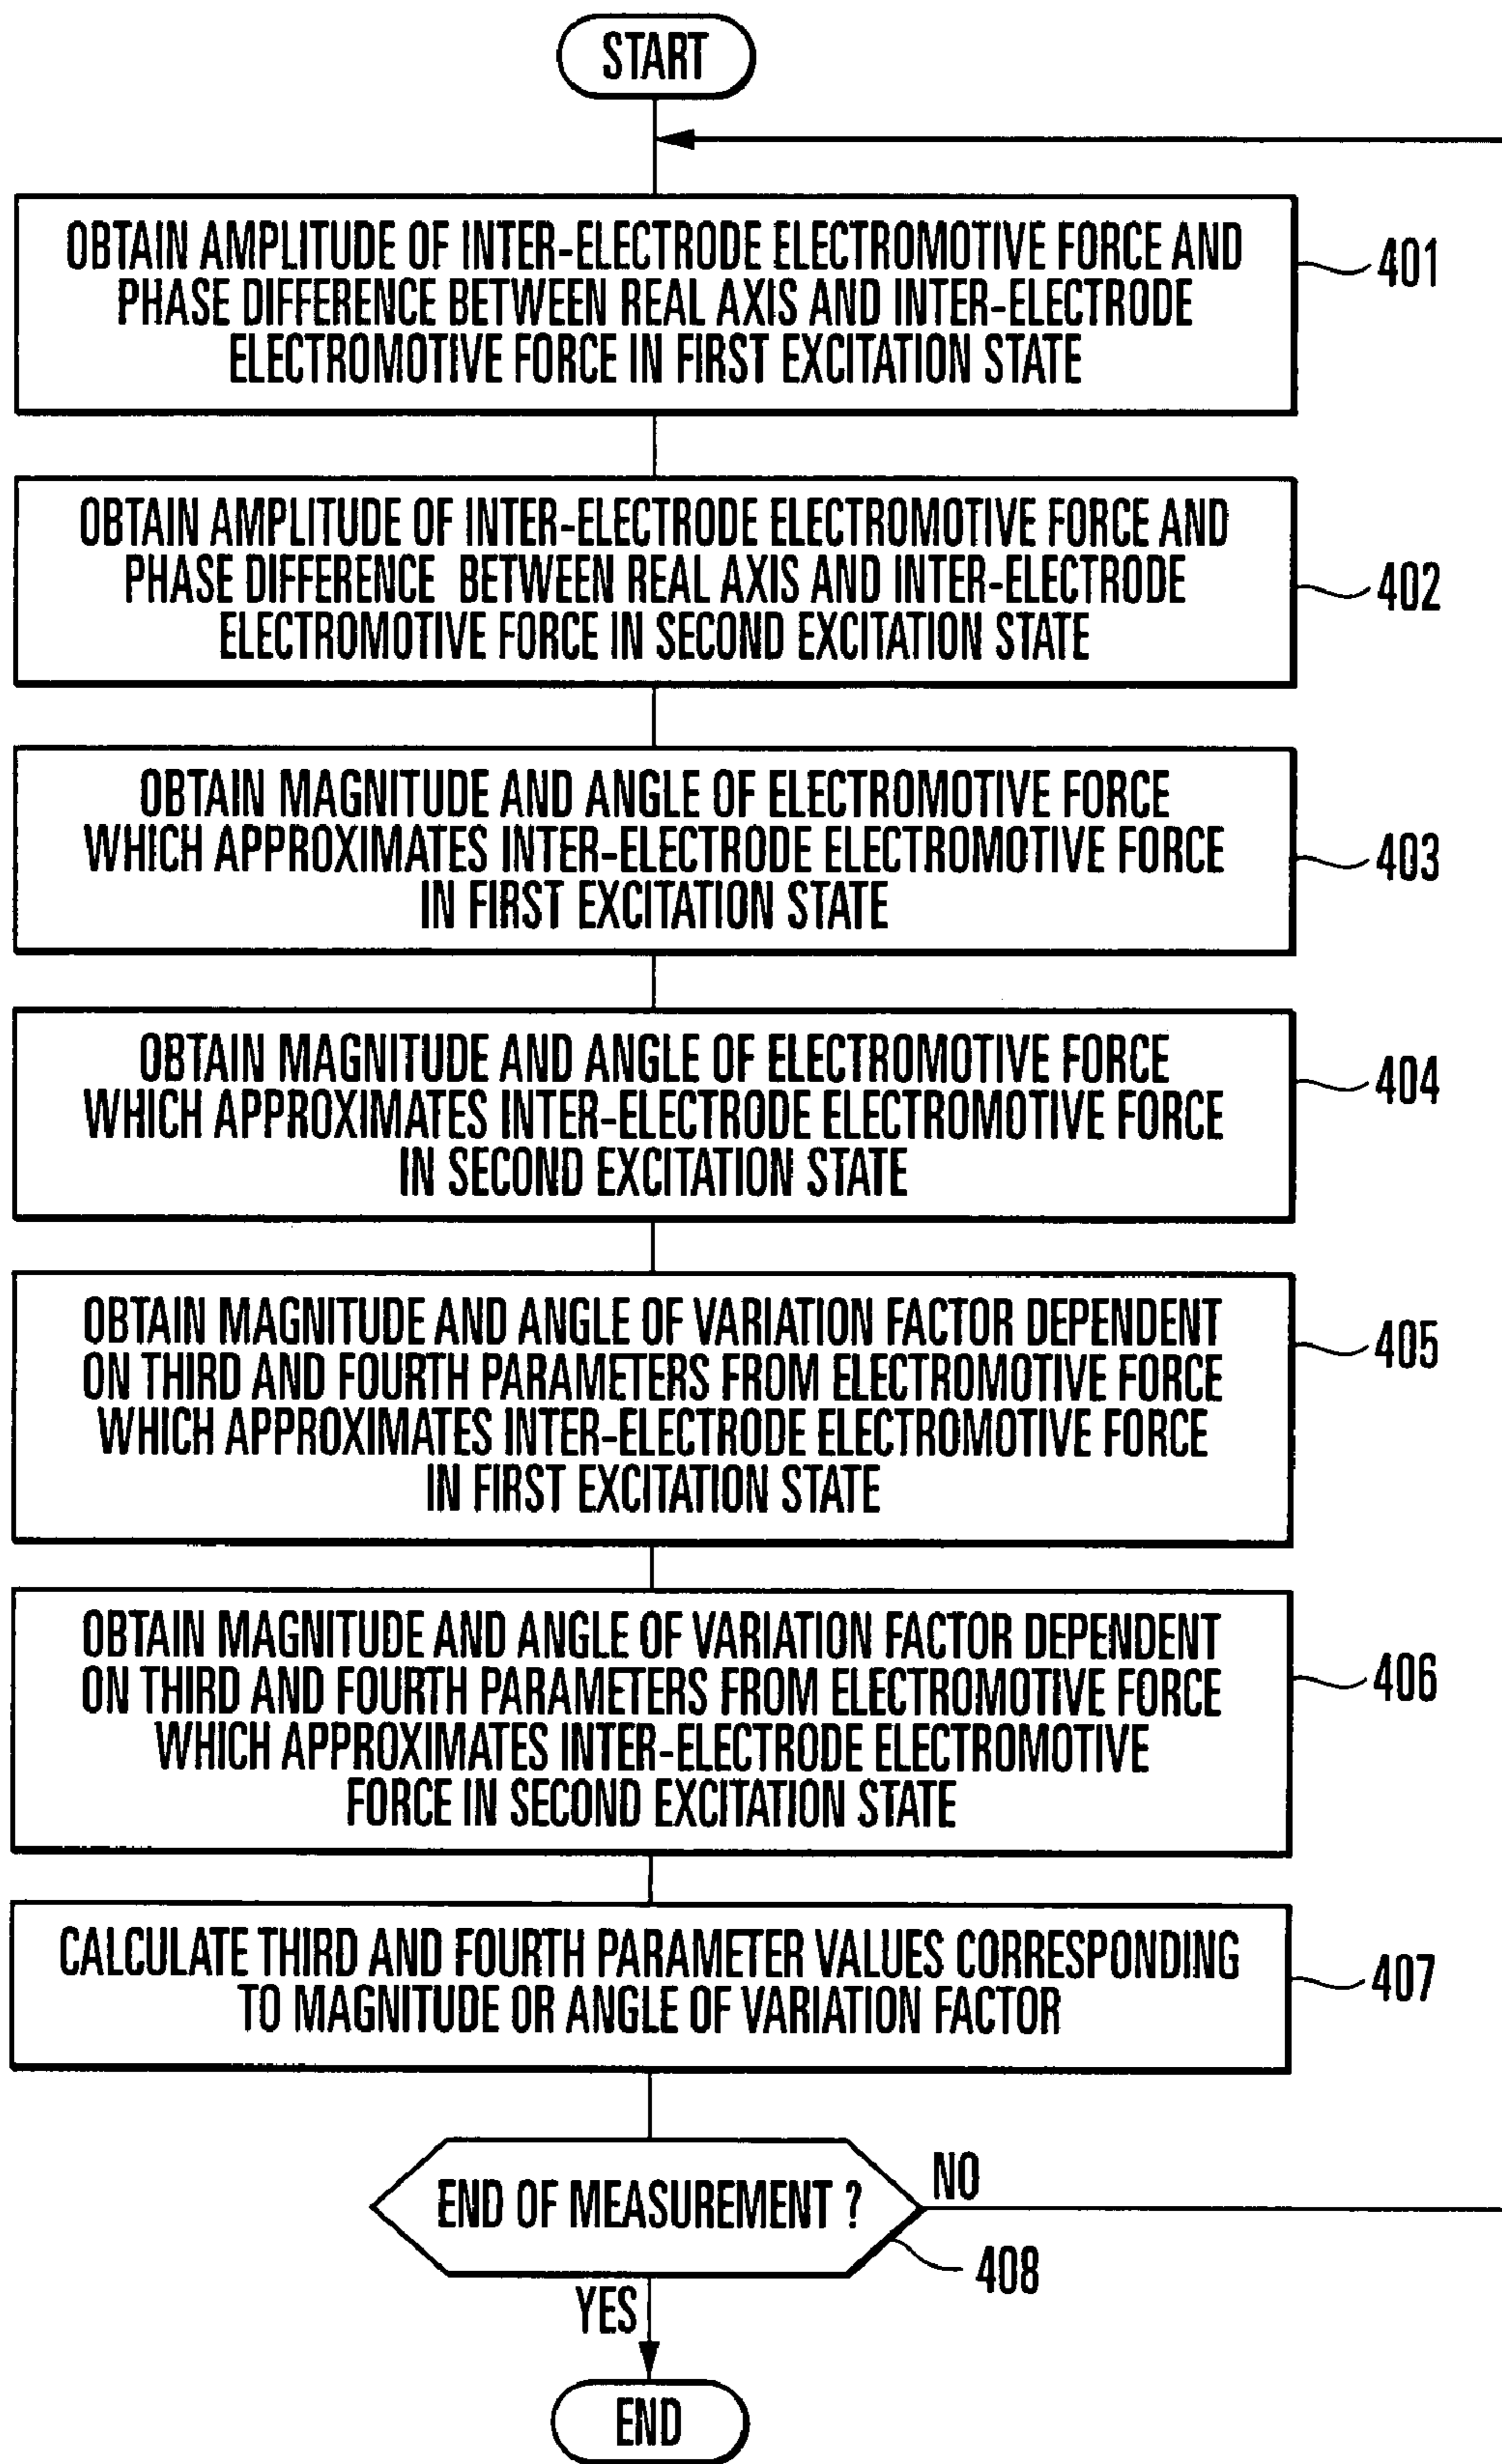 START
OBTAIN AMPLITUDE OF INTER-ELECTRODE ELECTROMOTIVE FORCE AND
PHASE DIFFERENCE BETWEEN REAL AXIS AND INTER-ELECTRODE
ELECTROMOTIVE FORCE IN FIRST EXCITATION STATE
401
OBTAIN AMPLITUDE OF INTER-ELECTRODE ELECTROMOTIVE FORCE AND
PHASE DIFFERENCE BETWEEN REAL AXIS AND INTER-ELECTRODE
ELECTROMOTIVE FORCE IN SECOND EXCITATION STATE
402
OBTAIN MAGNITUDE AND ANGLE OF ELECTROMOTIVE FORCE
WHICH APPROXIMATES INTER-ELECTRODE ELECTROMOTIVE FORCE
IN FIRST EXCITATION STATE
403
OBTAIN MAGNITUDE AND ANGLE OF ELECTROMOTIVE FORCE
WHICH APPROXIMATES INTER-ELECTRODE ELECTROMOTIVE FORCE
IN SECOND EXCITATION STATE
404
OBTAIN MAGNITUDE AND ANGLE OF VARIATION FACTOR DEPENDENT
ON THIRD AND FOURTH PARAMETERS FROM ELECTROMOTIVE FORCE
WHICH APPROXIMATES INTER-ELECTRODE ELECTROMOTIVE FORCE
IN FIRST EXCITATION STATE
405
OBTAIN MAGNITUDE AND ANGLE OF VARIATION FACTOR DEPENDENT
ON THIRD AND FOURTH PARAMETERS FROM ELECTROMOTIVE FORCE
WHICH APPROXIMATES INTER-ELECTRODE ELECTROMOTIVE
FORCE IN SECOND EXCITATION STATE
406
CALCULATE THIRD AND FOURTH PARAMETER VALUES CORRESPONDING
TO MAGNITUDE OR ANGLE OF VARIATION FACTOR
407
END OF MEASUREMENT ?
NO
408
YES
END